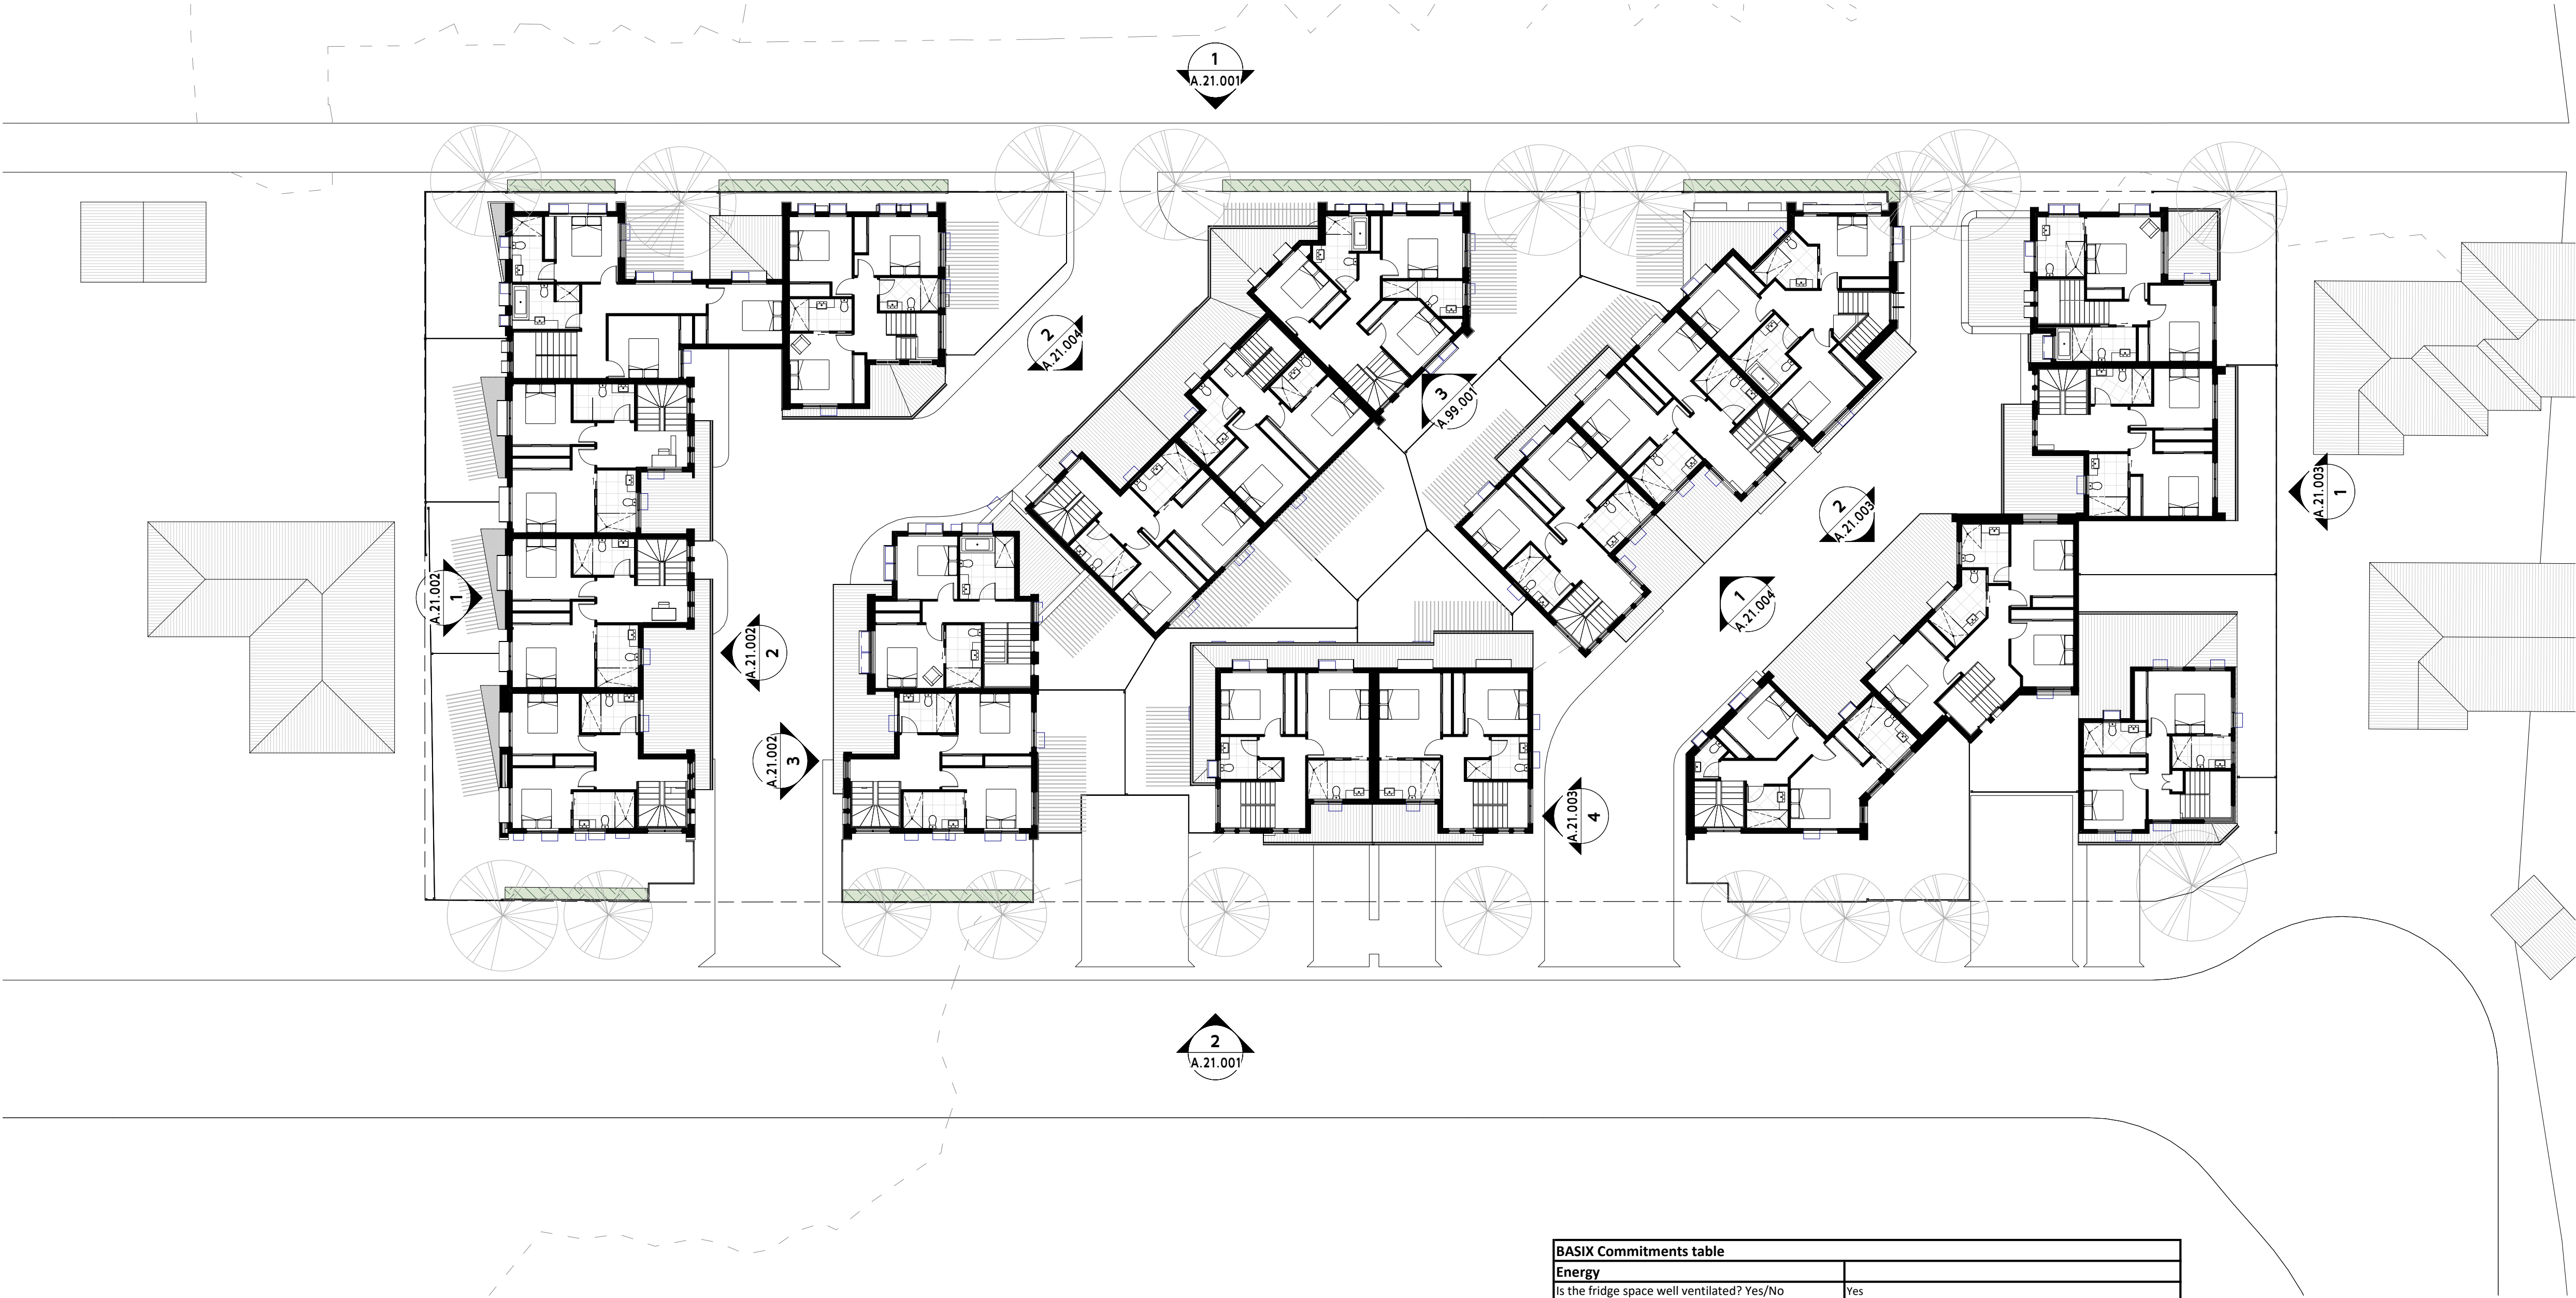 1
A.21.001
2
A.21.004
3
A.99.001
2
A.21.003
1
A.21.003
1
A.21.002
1
A.21.004
2
A.21.002
3
A.21.002
4
A.21.003
2
A.21.001
BASIX Commitments table
Energy
Is the fridge space well ventilated? Yes/No Yes